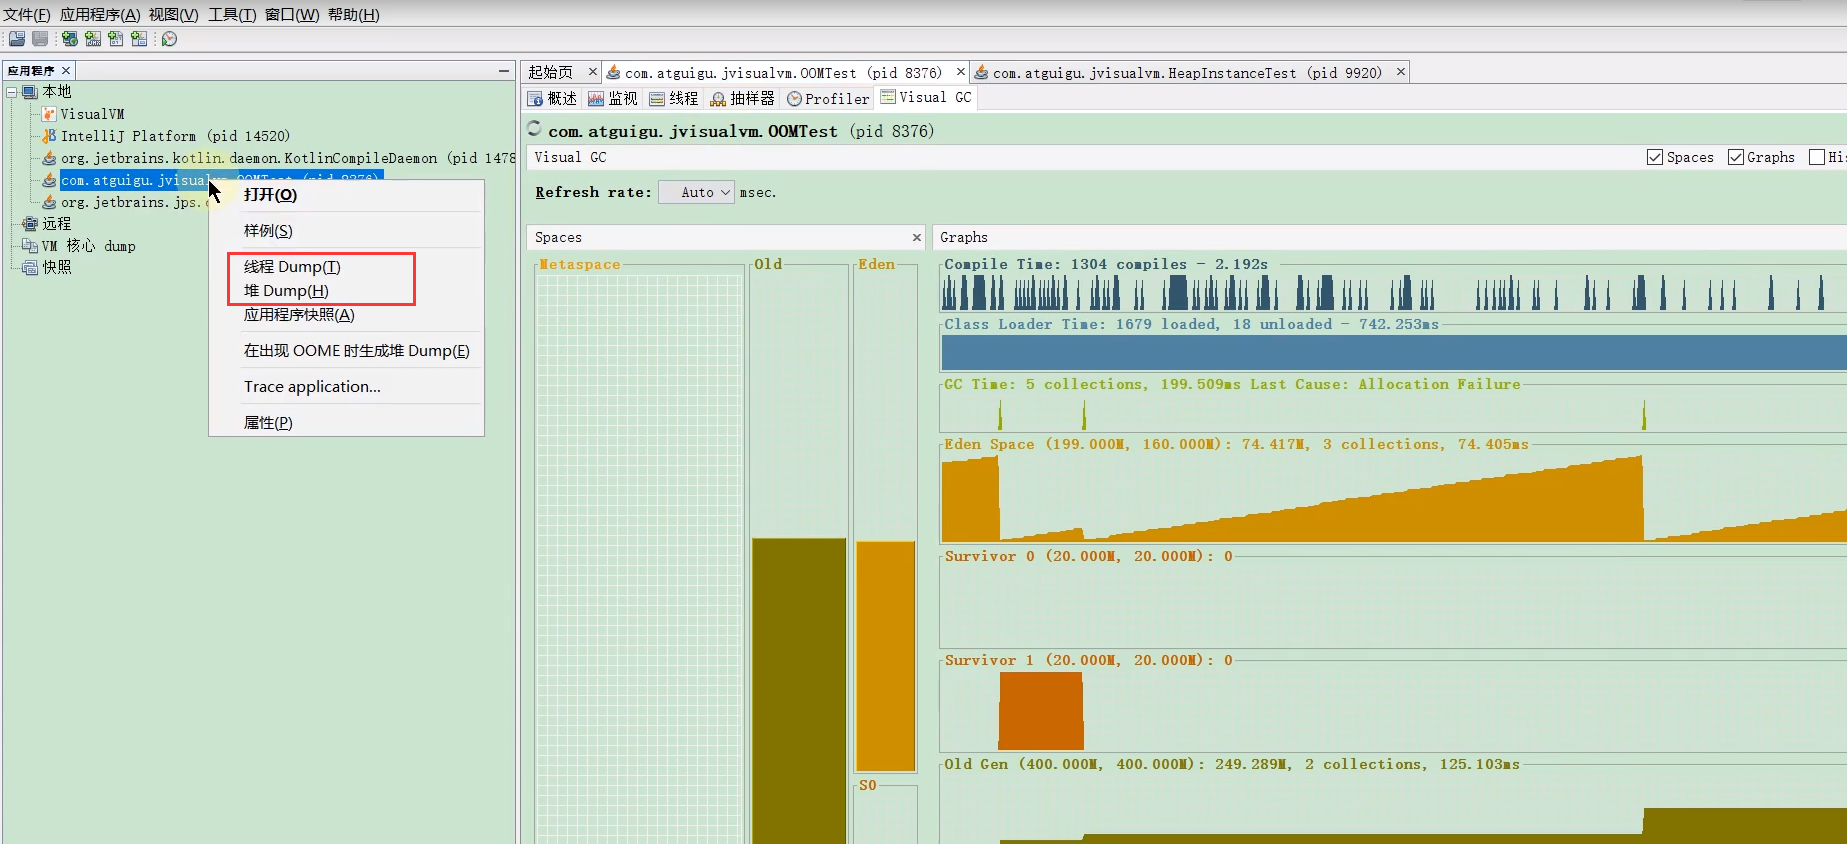 文件(F) 应用程序(A) 视图(V) 工具(T) 窗口(W) 帮助(H)
应用程序
本地
VisualVM
IntelliJ Platform (pid 14520)
org.jetbrains.kotlin.daemon.KotlinCompileDaemon (pid 1478
com.atguigu.jvisualvm.OOMTest (pid 8376)
org.jetbrains.jps.
远程
VM 核心 dump
快照
打开(O)
样例(S)
线程 Dump(T)
堆 Dump(H)
应用程序快照(A)
在出现 OOME 时生成堆 Dump(E)
Trace application...
属性(P)
起始页 com.atguigu.jvisualvm.OOMTest (pid 8376) com.atguigu.jvisualvm.HeapInstanceTest (pid 9920)
概述 监视 线程 抽样器 Profiler Visual GC
com.atguigu.jvisualvm.OOMTest (pid 8376)
Visual GC Spaces Graphs His
Refresh rate: Auto msec.
Spaces
Metaspace Old Eden
S0
Graphs
Compile Time: 1304 compiles - 2.192s
Class Loader Time: 1679 loaded, 18 unloaded - 742.253ms
GC Time: 5 collections, 199.509ms Last Cause: Allocation Failure
Eden Space (199.000M, 160.000M): 74.417M, 3 collections, 74.405ms
Survivor 0 (20.000M, 20.000M): 0
Survivor 1 (20.000M, 20.000M): 0
Old Gen (400.000M, 400.000M): 249.289M, 2 collections, 125.103ms